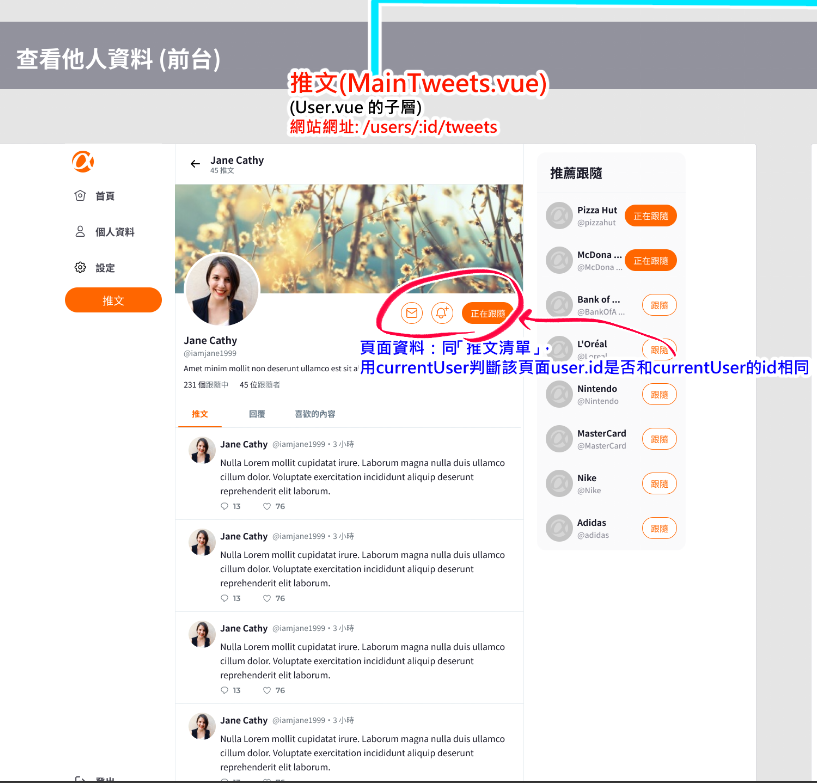 查看他人資料 (前台)
推文(MainTweets.vue)
(User.vue 的子層)
網站網址: /users/:id/tweets
首頁
個人資料
設定
推文
Jane Cathy
45 推文
正在跟隨
頁面資料：同「推文清單」，
用currentUser判斷該頁面user.id是否和currentUser的id相同
Jane Cathy
@iamjane1999
Amet minim mollit non deserunt ullamco est sit a
231 個跟隨中 45 位跟隨者
推文 回覆 喜歡的內容
Jane Cathy @iamjane1999・3 小時
Nulla Lorem mollit cupidatat irure. Laborum magna nulla duis ullamco
cillum dolor. Voluptate exercitation incididunt aliquip deserunt
reprehenderit elit laborum.
13 76
Jane Cathy @iamjane1999・3 小時
Nulla Lorem mollit cupidatat irure. Laborum magna nulla duis ullamco
cillum dolor. Voluptate exercitation incididunt aliquip deserunt
reprehenderit elit laborum.
13 76
Jane Cathy @iamjane1999・3 小時
Nulla Lorem mollit cupidatat irure. Laborum magna nulla duis ullamco
cillum dolor. Voluptate exercitation incididunt aliquip deserunt
reprehenderit elit laborum.
13 76
Jane Cathy @iamjane1999・3 小時
Nulla Lorem mollit cupidatat irure. Laborum magna nulla duis ullamco
cillum dolor. Voluptate exercitation incididunt aliquip deserunt
reprehenderit elit laborum.
推薦跟隨
Pizza Hut
@pizzahut
正在跟隨
McDona ...
@McDona ...
正在跟隨
Bank of ...
@BankOfA ...
跟隨
L'Oréal
@Loreal
跟隨
Nintendo
@Nintendo
跟隨
MasterCard
@MasterCard
跟隨
Nike
@Nike
跟隨
Adidas
@adidas
跟隨